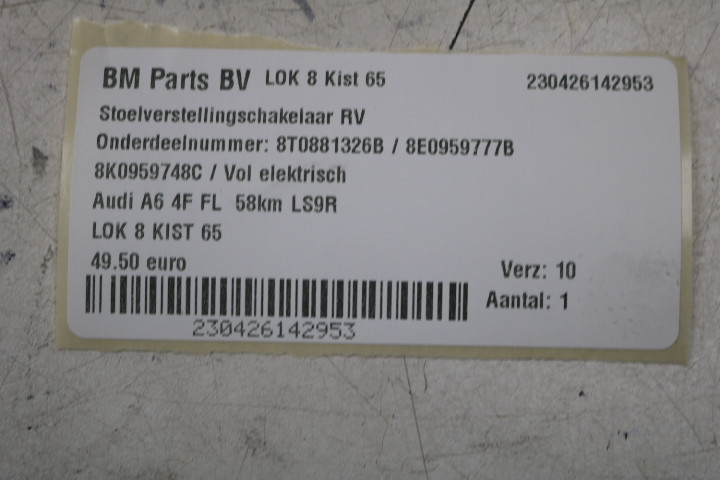 BM Parts BV LOK 8 Kist 65 230426142953
Stoelverstellingschakelaar RV
Onderdeelnummer: 8T0881326B / 8E0959777B
8K0959748C / Vol elektrisch
Audi A6 4F FL 58km LS9R
LOK 8 KIST 65
49.50 euro Verz: 10
Aantal: 1
230426142953